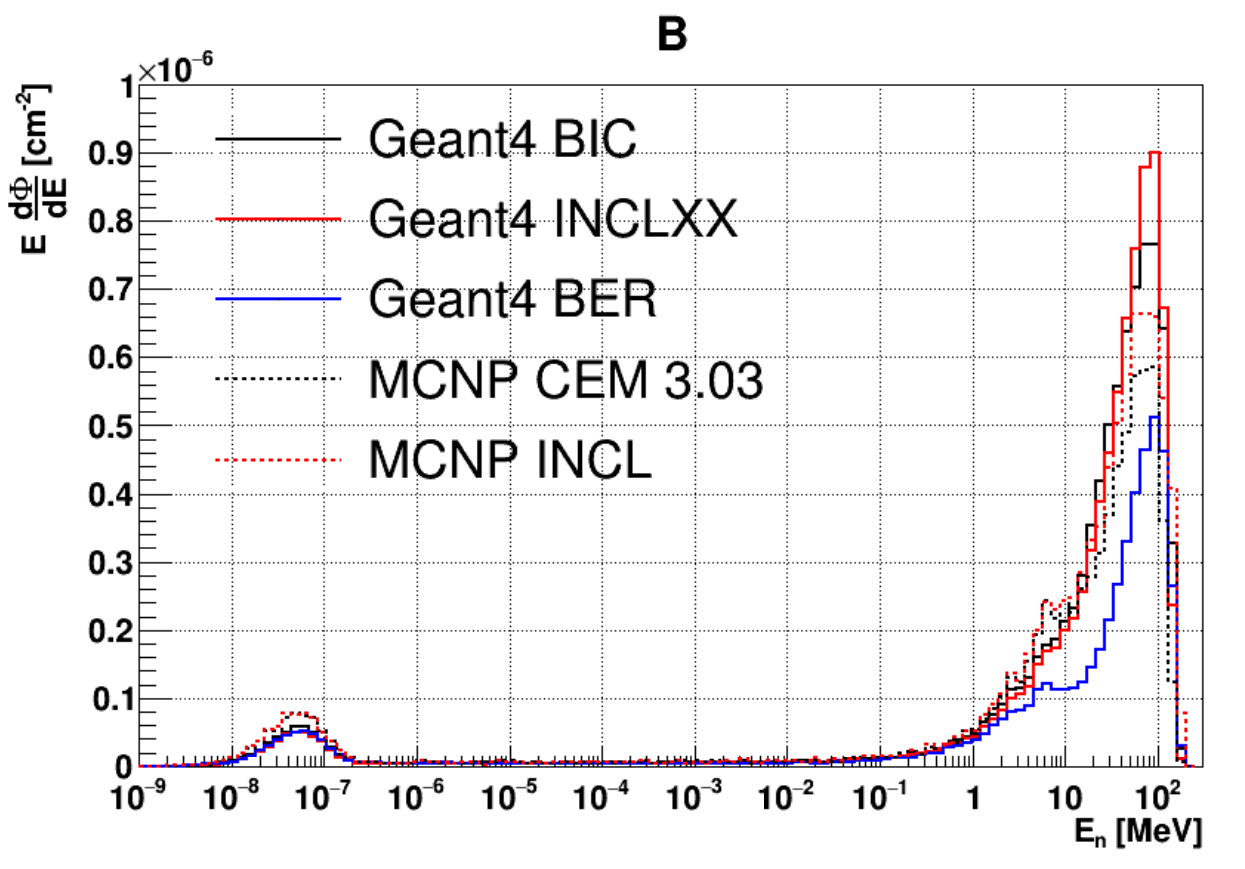 B
1×10⁻⁶
E dΦ/dE [cm⁻²]
0.9
0.8
0.7
0.6
0.5
0.4
0.3
0.2
0.1
0
Geant4 BIC
Geant4 INCLXX
Geant4 BER
MCNP CEM 3.03
MCNP INCL
10⁻⁹ 10⁻⁸ 10⁻⁷ 10⁻⁶ 10⁻⁵ 10⁻⁴ 10⁻³ 10⁻² 10⁻¹ 1 10 10²
Eₙ [MeV]